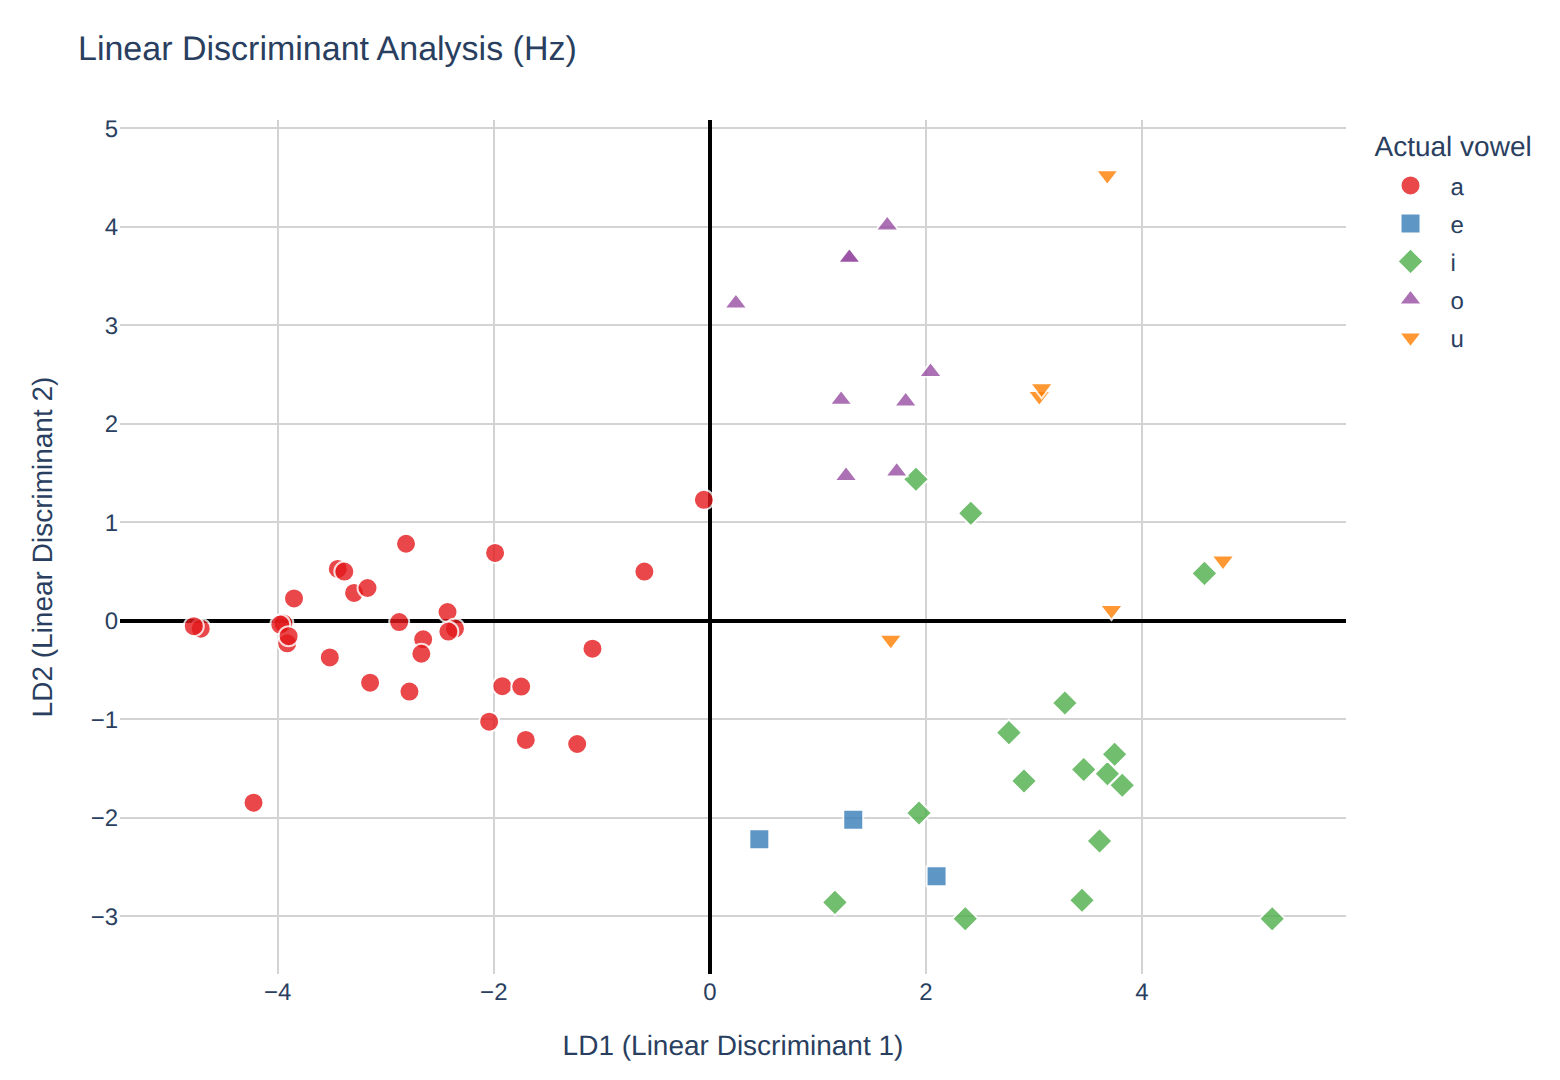 Linear Discriminant Analysis (Hz)
Actual vowel
a
e
i
o
u
LD2 (Linear Discriminant 2)
5
4
3
2
1
0
−1
−2
−3
−4
−2
0
2
4
LD1 (Linear Discriminant 1)